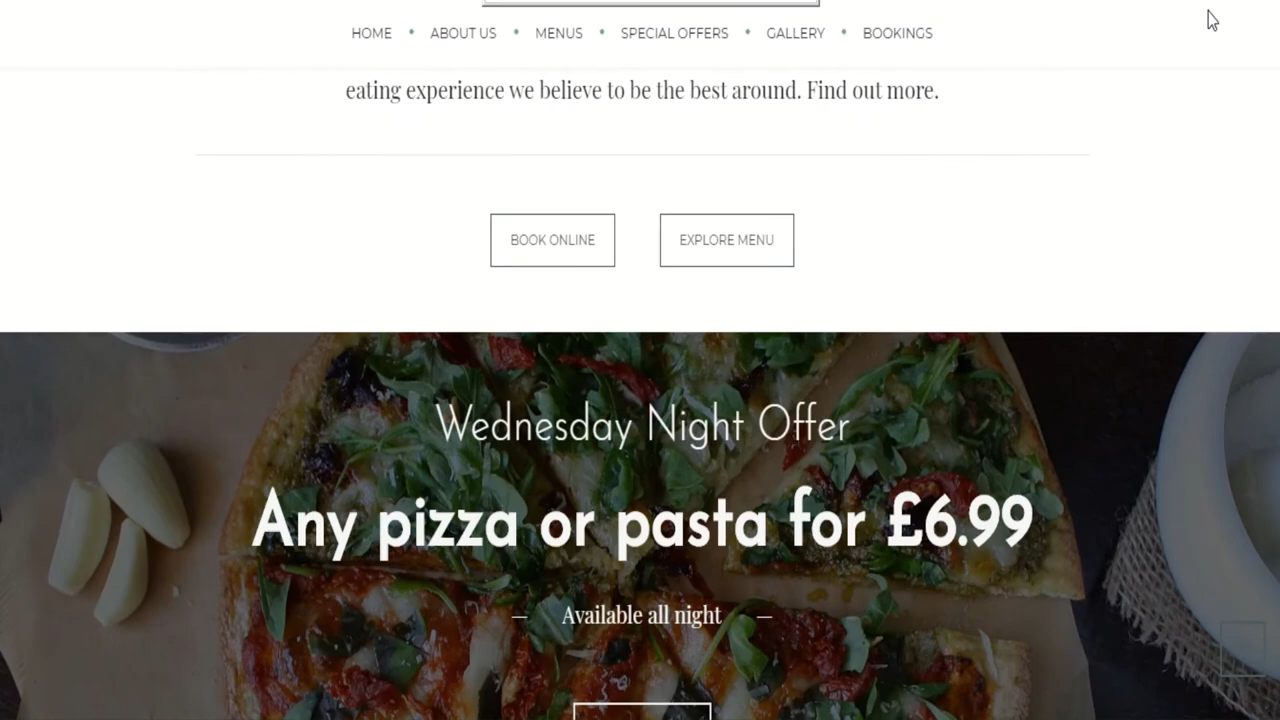 HOME • ABOUT US • MENUS • SPECIAL OFFERS • GALLERY • BOOKINGS
eating experience we believe to be the best around. Find out more.
BOOK ONLINE
EXPLORE MENU
Wednesday Night Offer
Any pizza or pasta for £6.99
— Available all night —